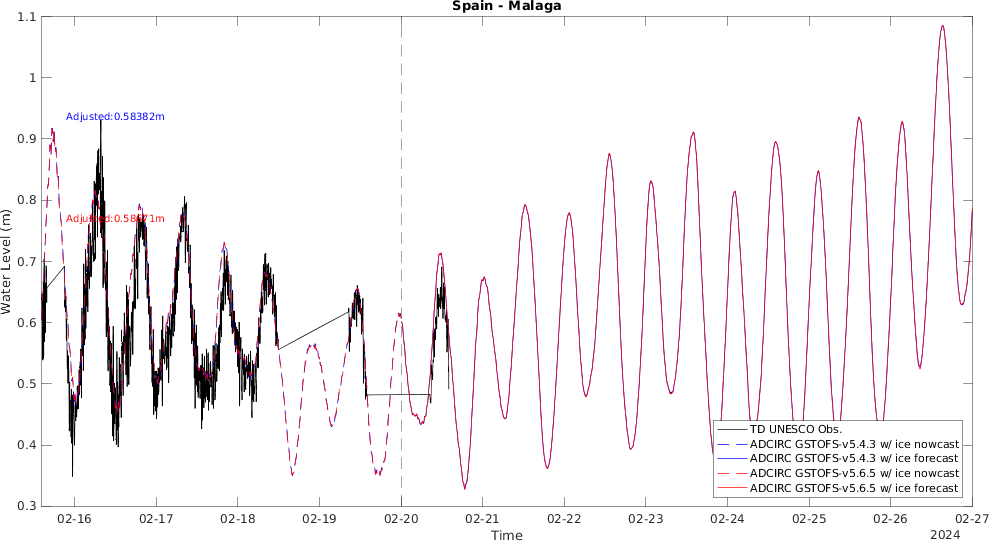 Spain - Malaga
1.1
1
0.9
0.8
0.7
0.6
0.5
0.4
0.3
Water Level (m)
Adjusted:0.58382m
TD UNESCO Obs.
ADCIRC GSTOFS-v5.4.3 w/ ice nowcast
ADCIRC GSTOFS-v5.4.3 w/ ice forecast
ADCIRC GSTOFS-v5.6.5 w/ ice nowcast
ADCIRC GSTOFS-v5.6.5 w/ ice forecast
02-16 02-17 02-18 02-19 02-20 02-21 02-22 02-23 02-24 02-25 02-26 02-27
Time
2024